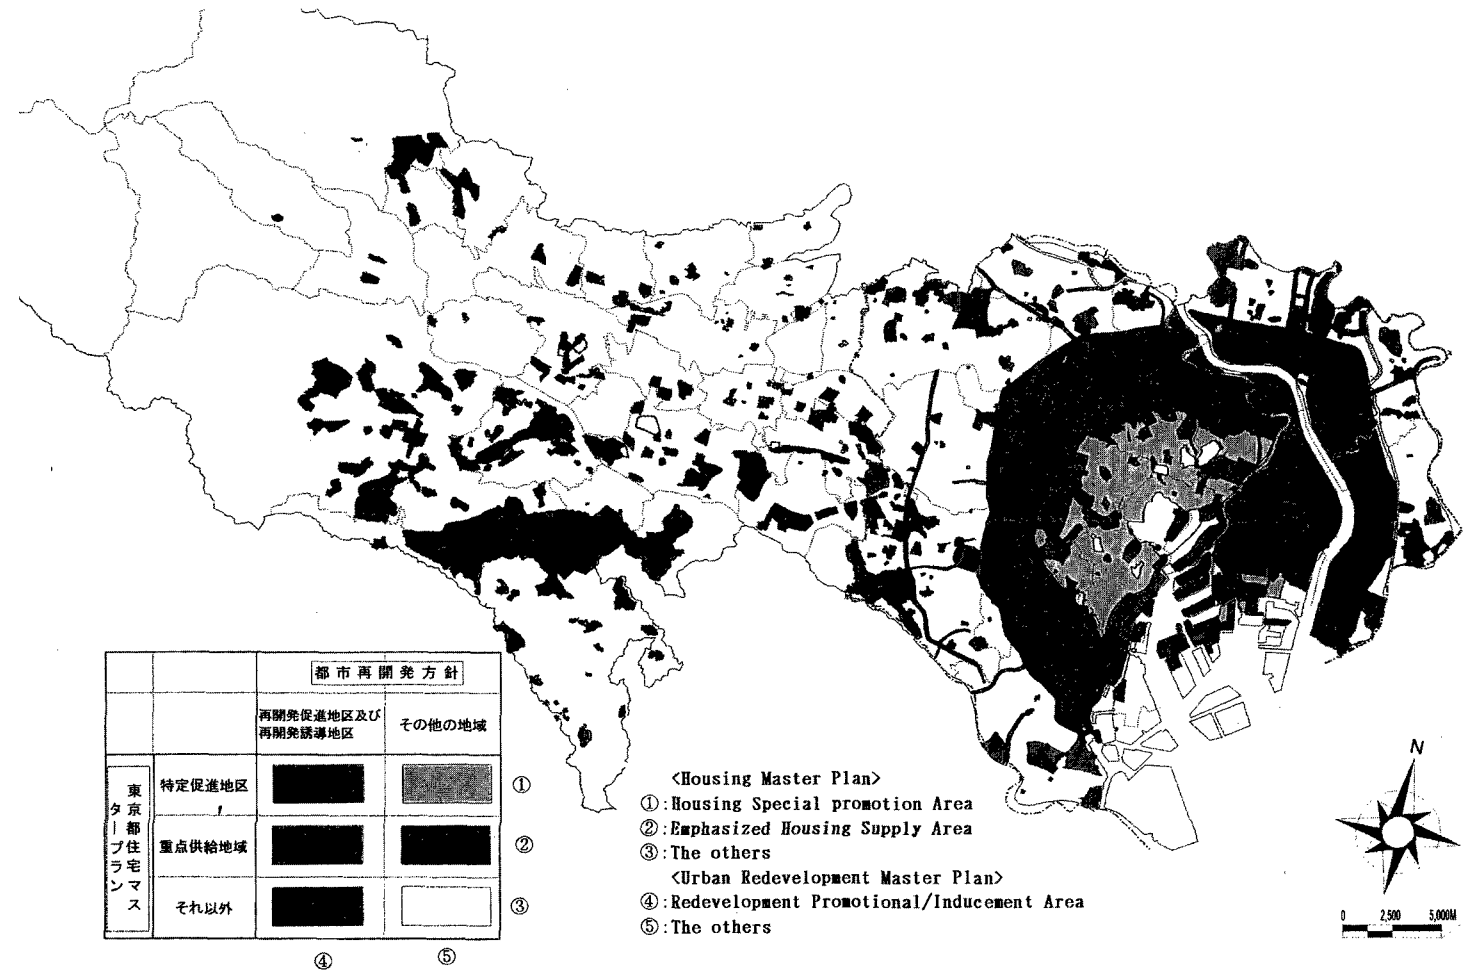 都市再開発方針
再開発促進地区及び
再開発誘導地区
その他の地域
東京都住宅マス
タープラン
特定促進地区
①
重点供給地域
②
それ以外
③
④
⑤
<Housing Master Plan>
①:Housing Special promotion Area
②:Emphasized Housing Supply Area
③:The others
<Urban Redevelopment Master Plan>
④:Redevelopment Promotional/Inducement Area
⑤:The others
N
0 2,500 5,000M